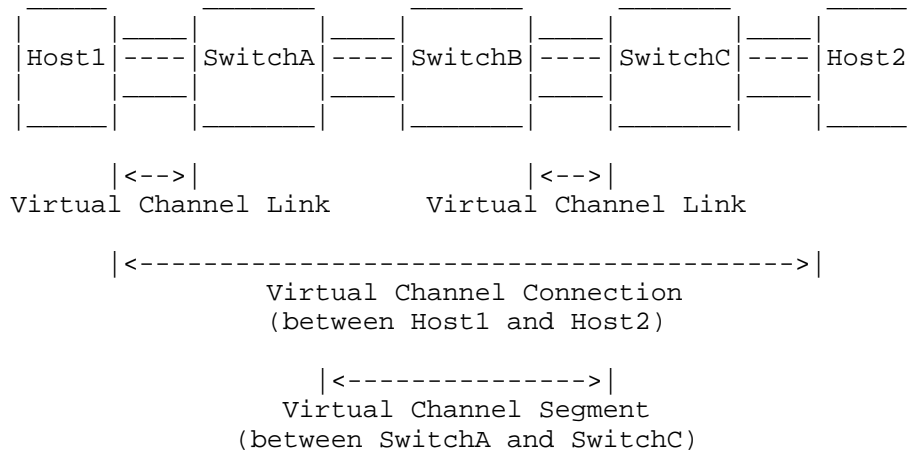 Host1 ---- SwitchA ---- SwitchB ---- SwitchC ---- Host2
|<-->| |<-->|
Virtual Channel Link Virtual Channel Link
|<----------------------------------------->|
Virtual Channel Connection
(between Host1 and Host2)
|<--------------->|
Virtual Channel Segment
(between SwitchA and SwitchC)